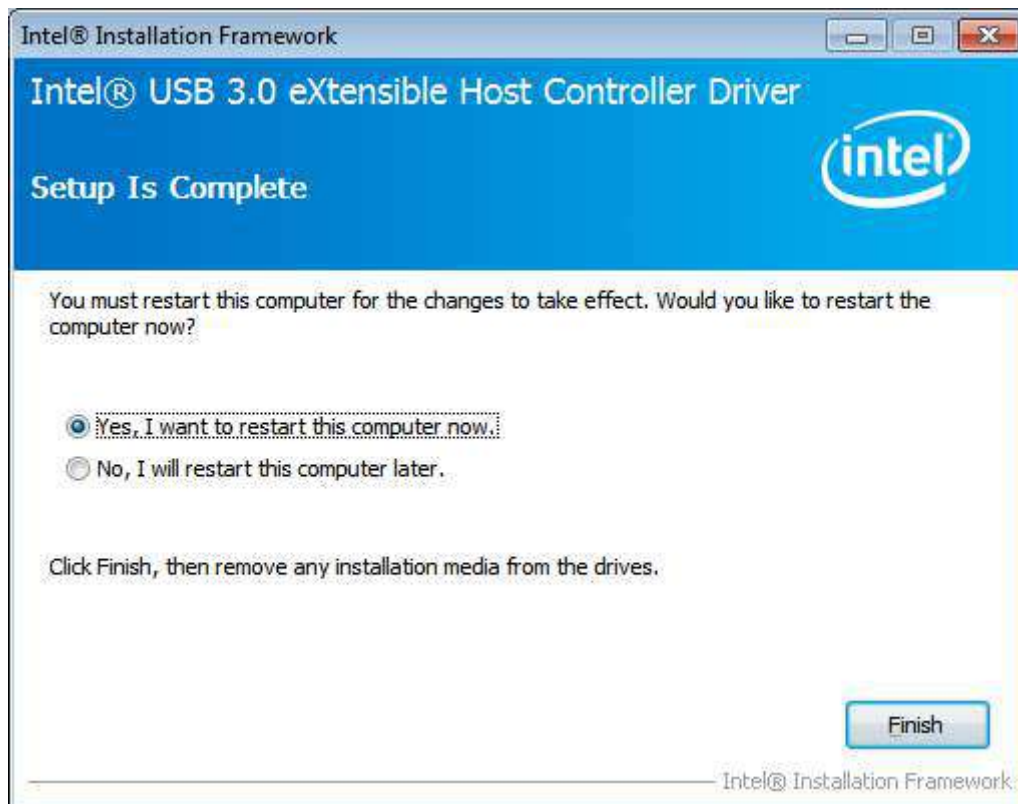 Intel® Installation Framework
Intel® USB 3.0 eXtensible Host Controller Driver
intel
Setup Is Complete
You must restart this computer for the changes to take effect. Would you like to restart the
computer now?
Yes, I want to restart this computer now.
No, I will restart this computer later.
Click Finish, then remove any installation media from the drives.
Finish
Intel® Installation Framework